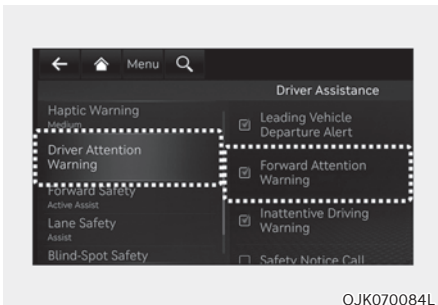 Menu
Driver Assistance
Haptic Warning
Medium
Driver Attention
Warning
Forward Safety
Active Assist
Lane Safety
Assist
Blind-Spot Safety
Leading Vehicle
Departure Alert
Forward Attention
Warning
Inattentive Driving
Warning
Safety Notice Call
OJK070084L